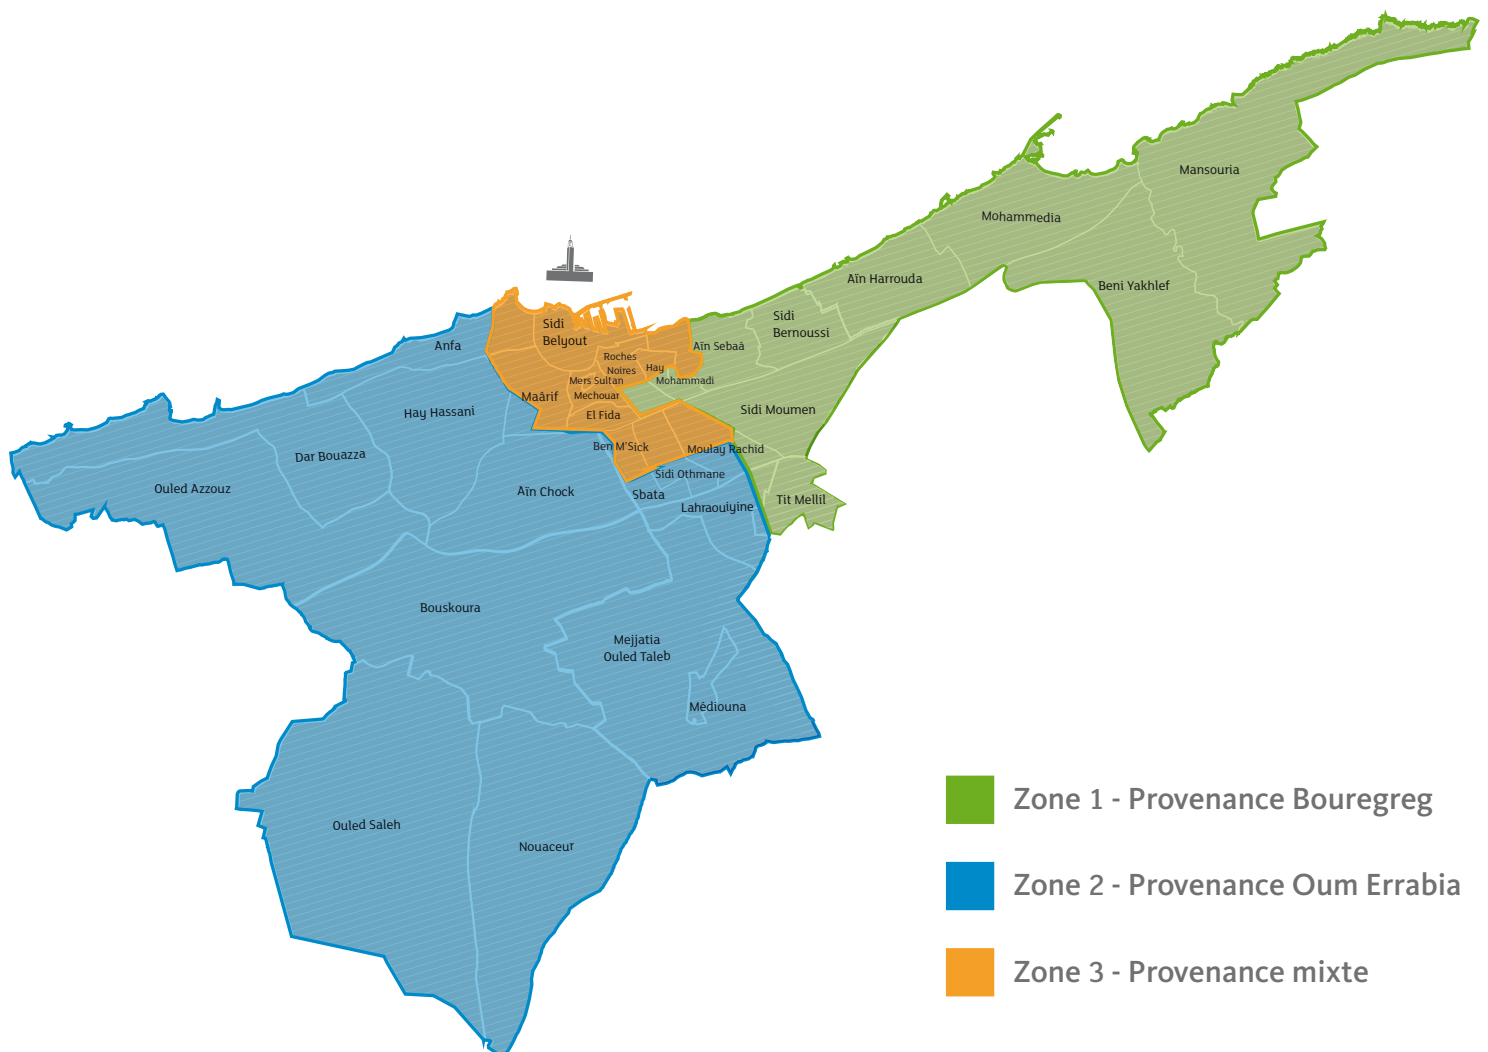 Mansouria
Mohammedia
Aïn Harrouda
Beni Yakhlef
Sidi
Bernoussi
Sidi
Belyout
Anfa
Aïn Sebaâ
Roches
Noires
Hay
Mohammadi
Mers Sultan
Mechouar
Maârif
El Fida
Hay Hassani
Sidi Moumen
Ben M'Sick
Moulay Rachid
Dar Bouazza
Sidi Othmane
Ouled Azzouz
Aïn Chock
Sbata
Lahraouiyine
Tit Mellil
Bouskoura
Mejjatia
Ouled Taleb
Médiouna
Ouled Saleh
Nouaceur
Zone 1 - Provenance Bouregreg
Zone 2 - Provenance Oum Errabia
Zone 3 - Provenance mixte